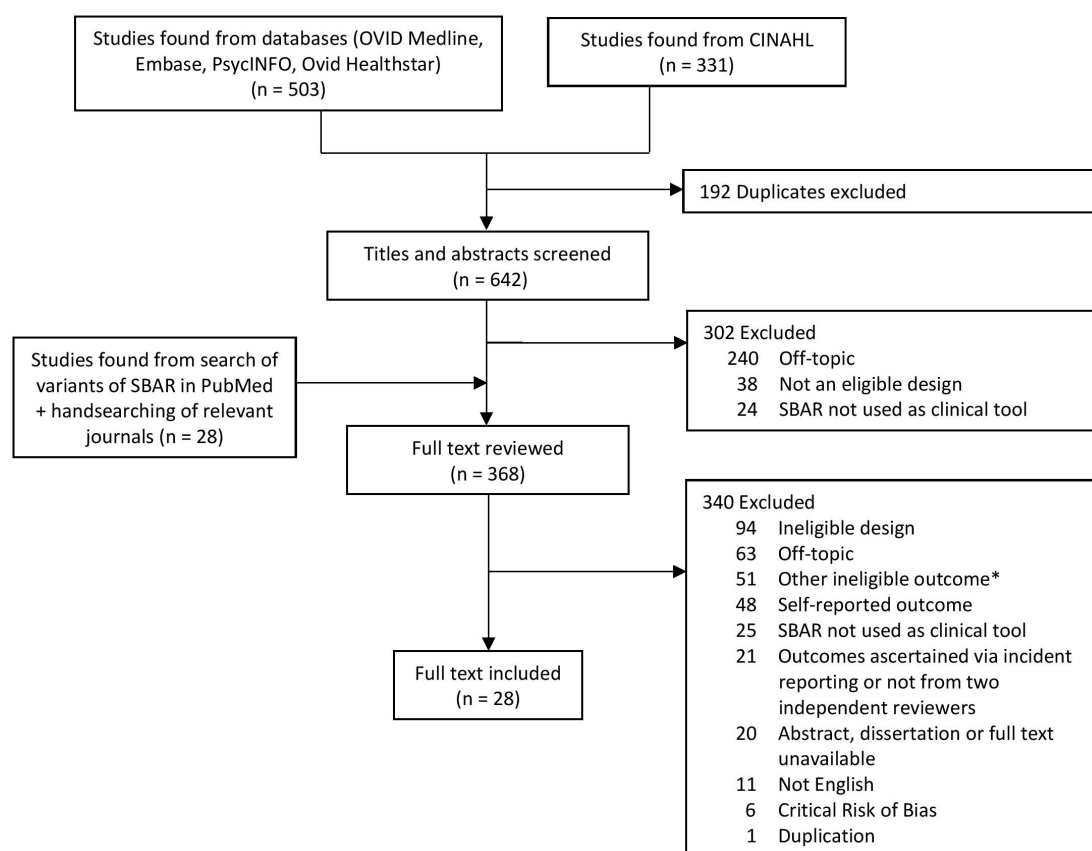 Studies found from databases (OVID Medline,
Embase, PsycINFO, Ovid Healthstar)
(n = 503)
Studies found from CINAHL
(n = 331)
192 Duplicates excluded
Titles and abstracts screened
(n = 642)
302 Excluded
240 Off-topic
38 Not an eligible design
24 SBAR not used as clinical tool
Studies found from search of
variants of SBAR in PubMed
+ handsearching of relevant
journals (n = 28)
Full text reviewed
(n = 368)
340 Excluded
94 Ineligible design
63 Off-topic
51 Other ineligible outcome*
48 Self-reported outcome
25 SBAR not used as clinical tool
21 Outcomes ascertained via incident
reporting or not from two
independent reviewers
20 Abstract, dissertation or full text
unavailable
11 Not English
6 Critical Risk of Bias
1 Duplication
Full text included
(n = 28)